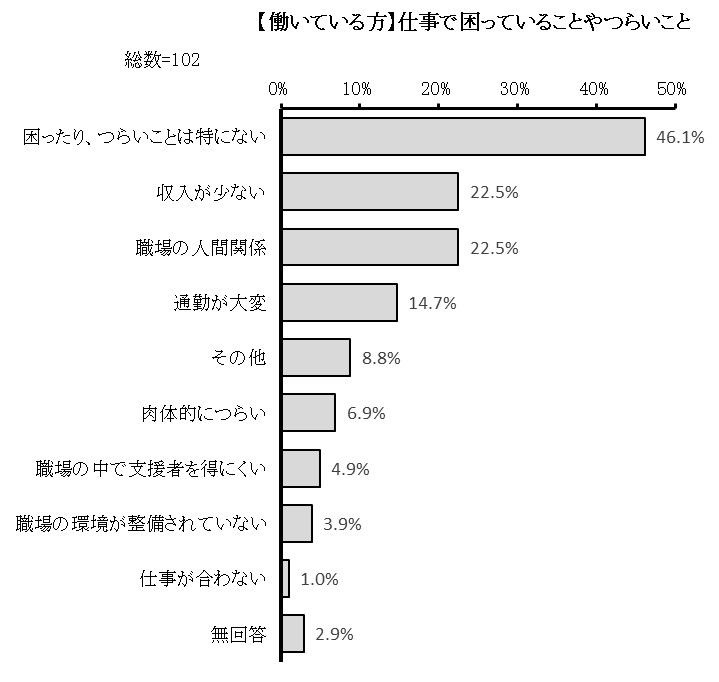 【働いている方】仕事で困っていることやつらいこと
総数=102
0% 10% 20% 30% 40% 50%
困ったり、つらいことは特にない 46.1%
収入が少ない 22.5%
職場の人間関係 22.5%
通勤が大変 14.7%
その他 8.8%
肉体的につらい 6.9%
職場の中で支援者を得にくい 4.9%
職場の環境が整備されていない 3.9%
仕事が合わない 1.0%
無回答 2.9%